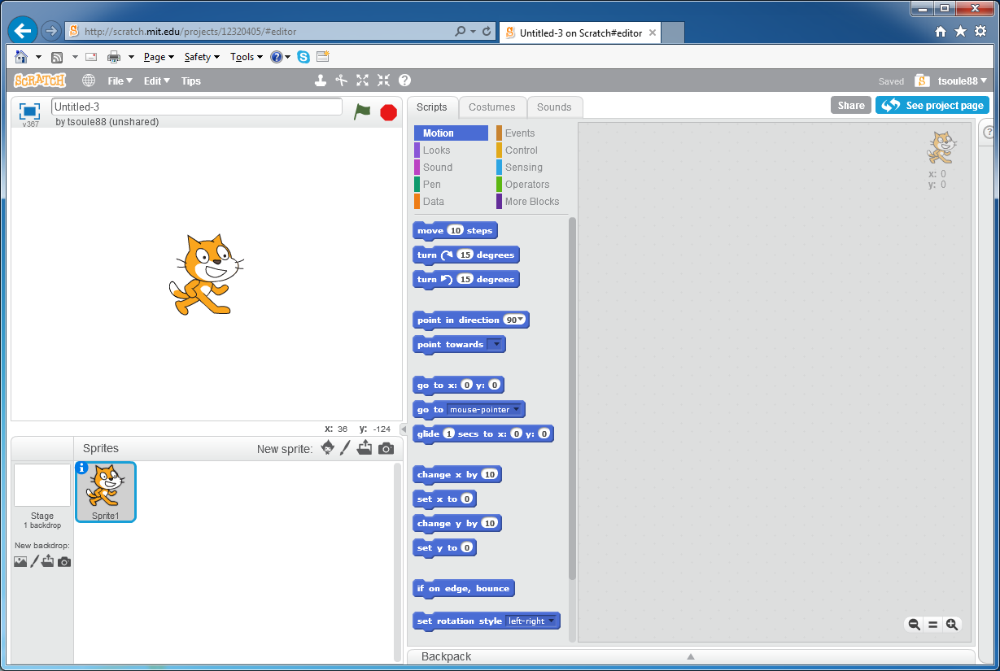 http://scratch.mit.edu/projects/12320405/#editor
Untitled-3 on Scratch#editor
Page Safety Tools
SCRATCH File Edit Tips Saved tsoule88
Untitled-3
v367 by tsoule88 (unshared)
Scripts Costumes Sounds Share See project page
Motion Events
Looks Control
Sound Sensing
Pen Operators
Data More Blocks
x: 0
y: 0
move 10 steps
turn 15 degrees
turn 15 degrees
point in direction 90
point towards
go to x: 0 y: 0
go to mouse-pointer
glide 1 secs to x: 0 y: 0
change x by 10
set x to 0
change y by 10
set y to 0
if on edge, bounce
set rotation style left-right
x: 36 y: -124
Sprites New sprite:
Sprite1
Stage
1 backdrop
New backdrop:
Backpack